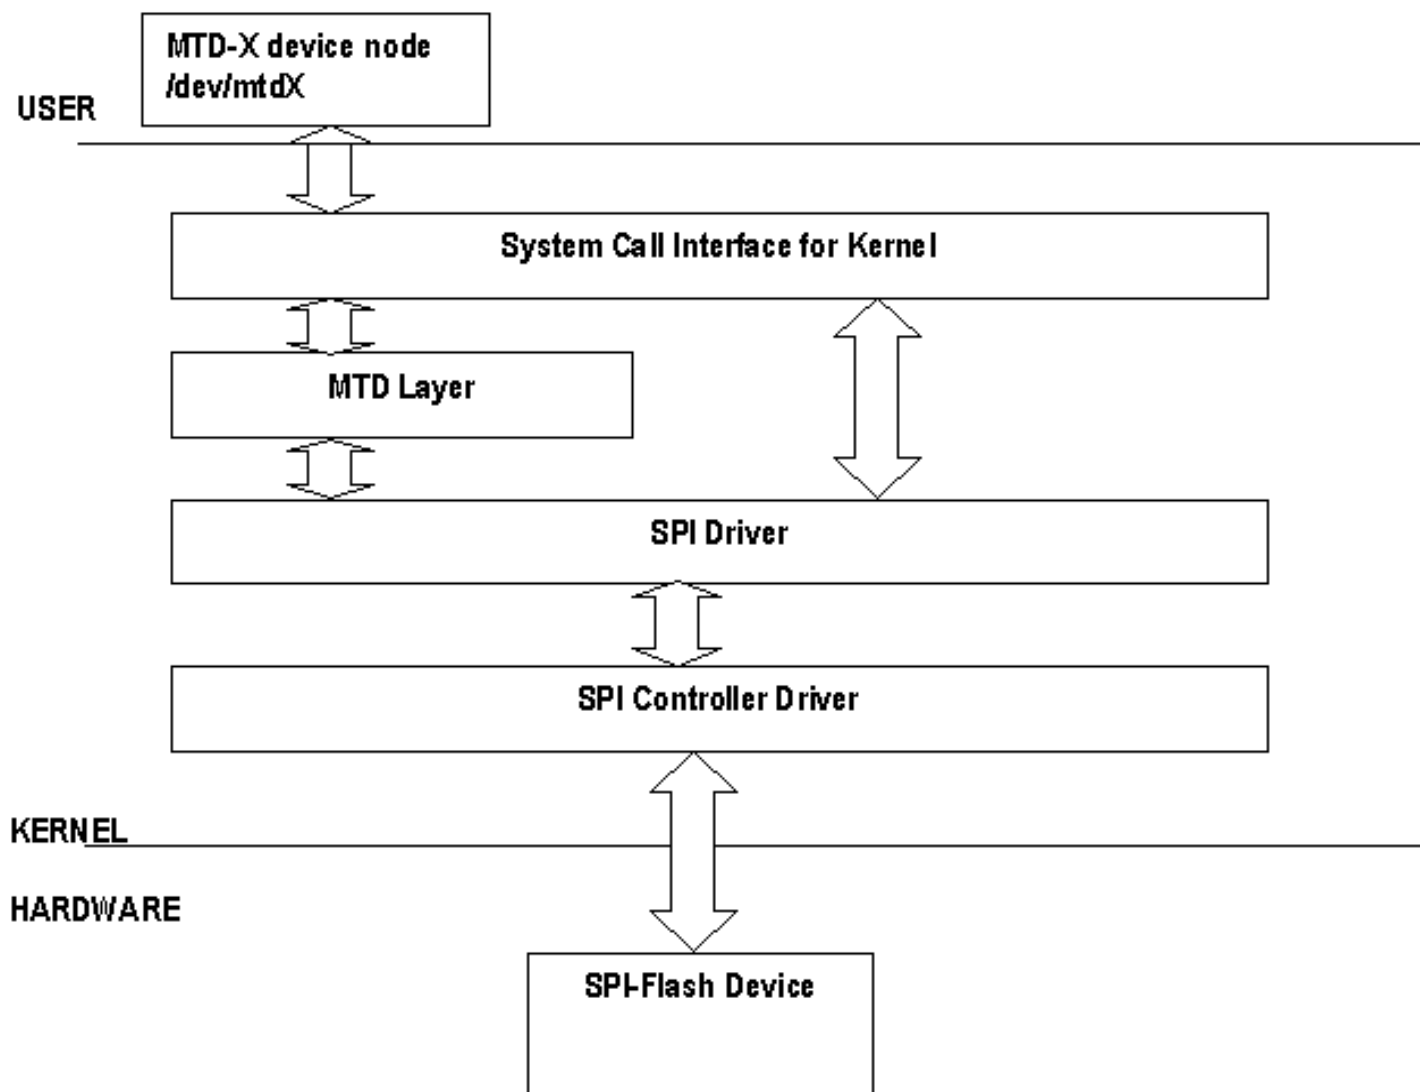 MTD-X device node
/dev/mtdX
USER
System Call Interface for Kernel
MTD Layer
SPI Driver
SPI Controller Driver
KERNEL
HARDWARE
SPI-Flash Device